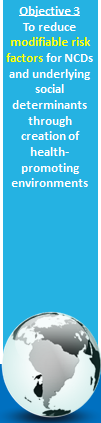 Objective 3
To reduce
modifiable risk
factors for NCDs
and underlying
social
determinants
through
creation of
health-
promoting
environments